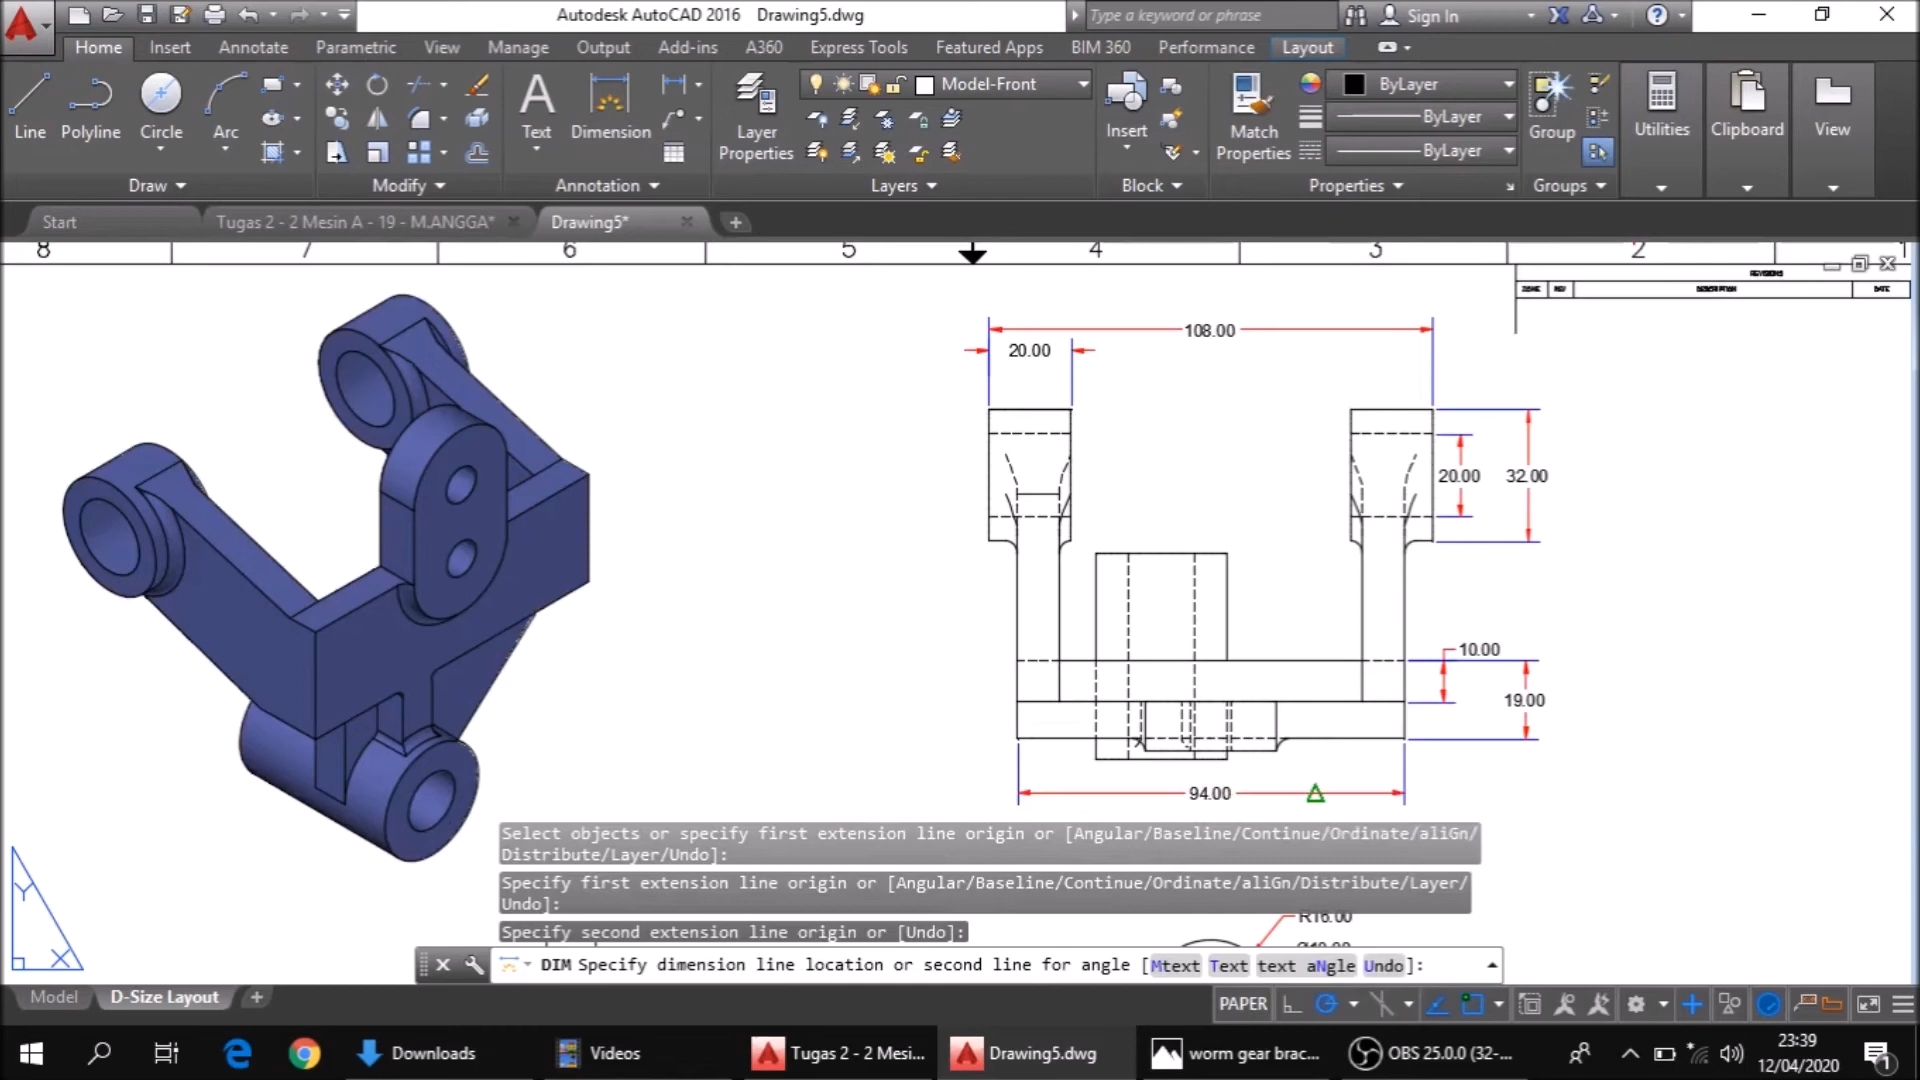 Autodesk AutoCAD 2016 Drawing5.dwg
Type a keyword or phrase
Sign In
Home Insert Annotate Parametric View Manage Output Add-ins A360 Express Tools Featured Apps BIM 360 Performance Layout
Line Polyline Circle Arc
Draw
Modify
Text Dimension
Annotation
Layer Properties
Model-Front
Layers
Insert
Block
Match Properties
ByLayer
ByLayer
ByLayer
Properties
Group
Groups
Utilities
Clipboard
View
Start
Tugas 2 - 2 Mesin A - 19 - M.ANGGA*
Drawing5*
8 7 6 5 4 3 2 1
REVISIONS
ZONE REV DESCRIPTION DATE
108.00
20.00
20.00 32.00
10.00
19.00
94.00
R16.00
Select objects or specify first extension line origin or [Angular/Baseline/Continue/Ordinate/aliGn/
Distribute/Layer/Undo]:
Specify first extension line origin or [Angular/Baseline/Continue/Ordinate/aliGn/Distribute/Layer/
Undo]:
Specify second extension line origin or [Undo]:
DIM Specify dimension line location or second line for angle [Mtext Text text aNgle Undo]:
Y
X
Model D-Size Layout
PAPER
Downloads
Videos
Tugas 2 - 2 Mesi...
Drawing5.dwg
worm gear brac...
OBS 25.0.0 (32-...
23:39
12/04/2020
1